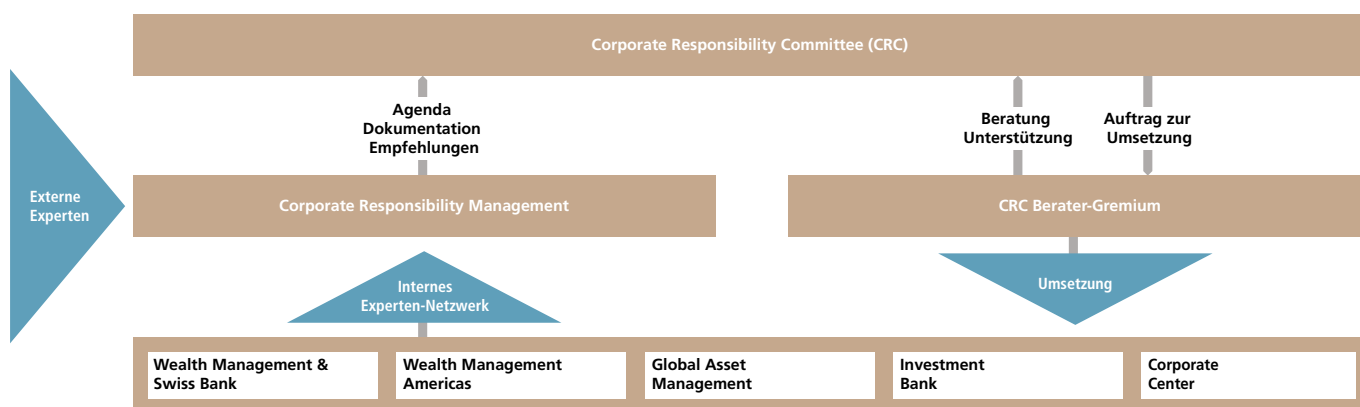 Corporate Responsibility Committee (CRC)
Agenda
Dokumentation
Empfehlungen
Beratung
Unterstützung
Auftrag zur
Umsetzung
Externe
Experten
Corporate Responsibility Management
CRC Berater-Gremium
Internes
Experten-Netzwerk
Umsetzung
Wealth Management &
Swiss Bank
Wealth Management
Americas
Global Asset
Management
Investment
Bank
Corporate
Center